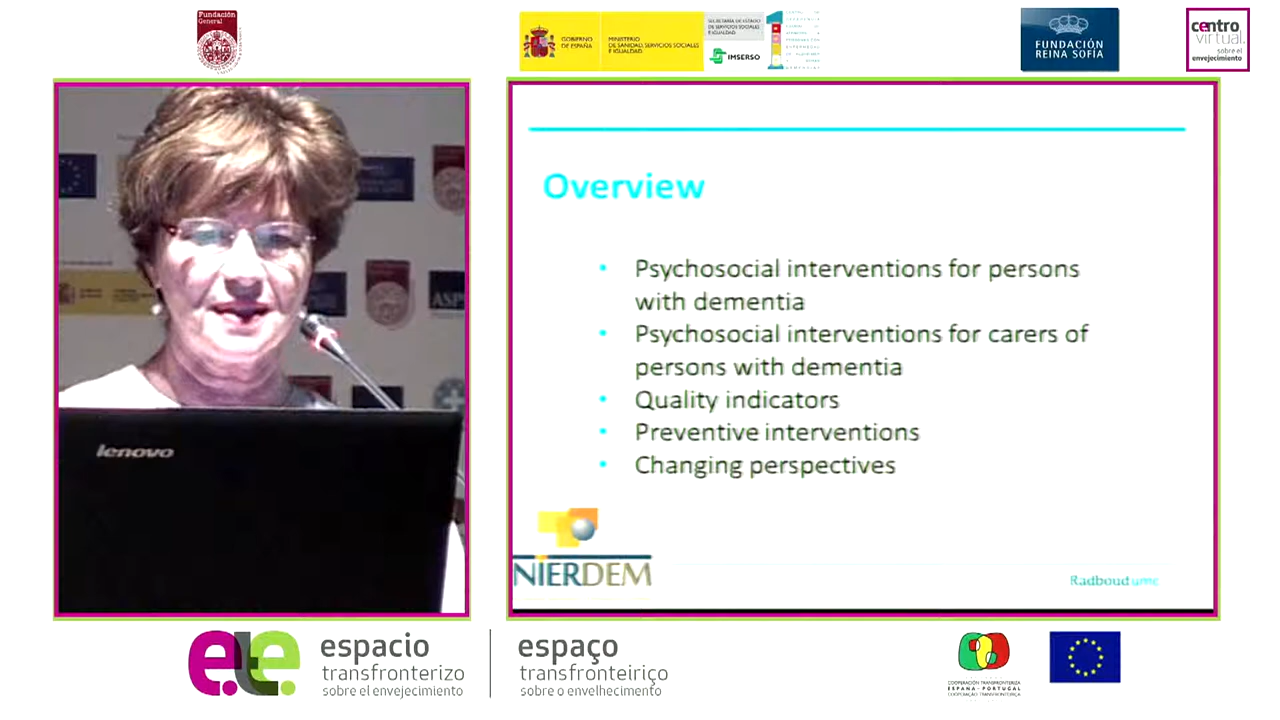 Fundación
General
GOBIERNO
DE ESPAÑA
MINISTERIO
DE SANIDAD, SERVICIOS SOCIALES
E IGUALDAD
SECRETARÍA DE ESTADO
DE SERVICIOS SOCIALES
E IGUALDAD
IMSERSO
FUNDACIÓN
REINA SOFÍA
centro
virtual
sobre el
envejecimiento
lenovo
Overview
• Psychosocial interventions for persons
with dementia
• Psychosocial interventions for carers of
persons with dementia
• Quality indicators
• Preventive interventions
• Changing perspectives
NIERDEM
Radboudumc
ete
espacio
transfronterizo
sobre el envejecimiento
espaço
transfronteiriço
sobre o envelhecimento
COOPERACIÓN TRANSFRONTERIZA
ESPAÑA - PORTUGAL
COOPERAÇÃO TRANSFRONTEIRIÇA